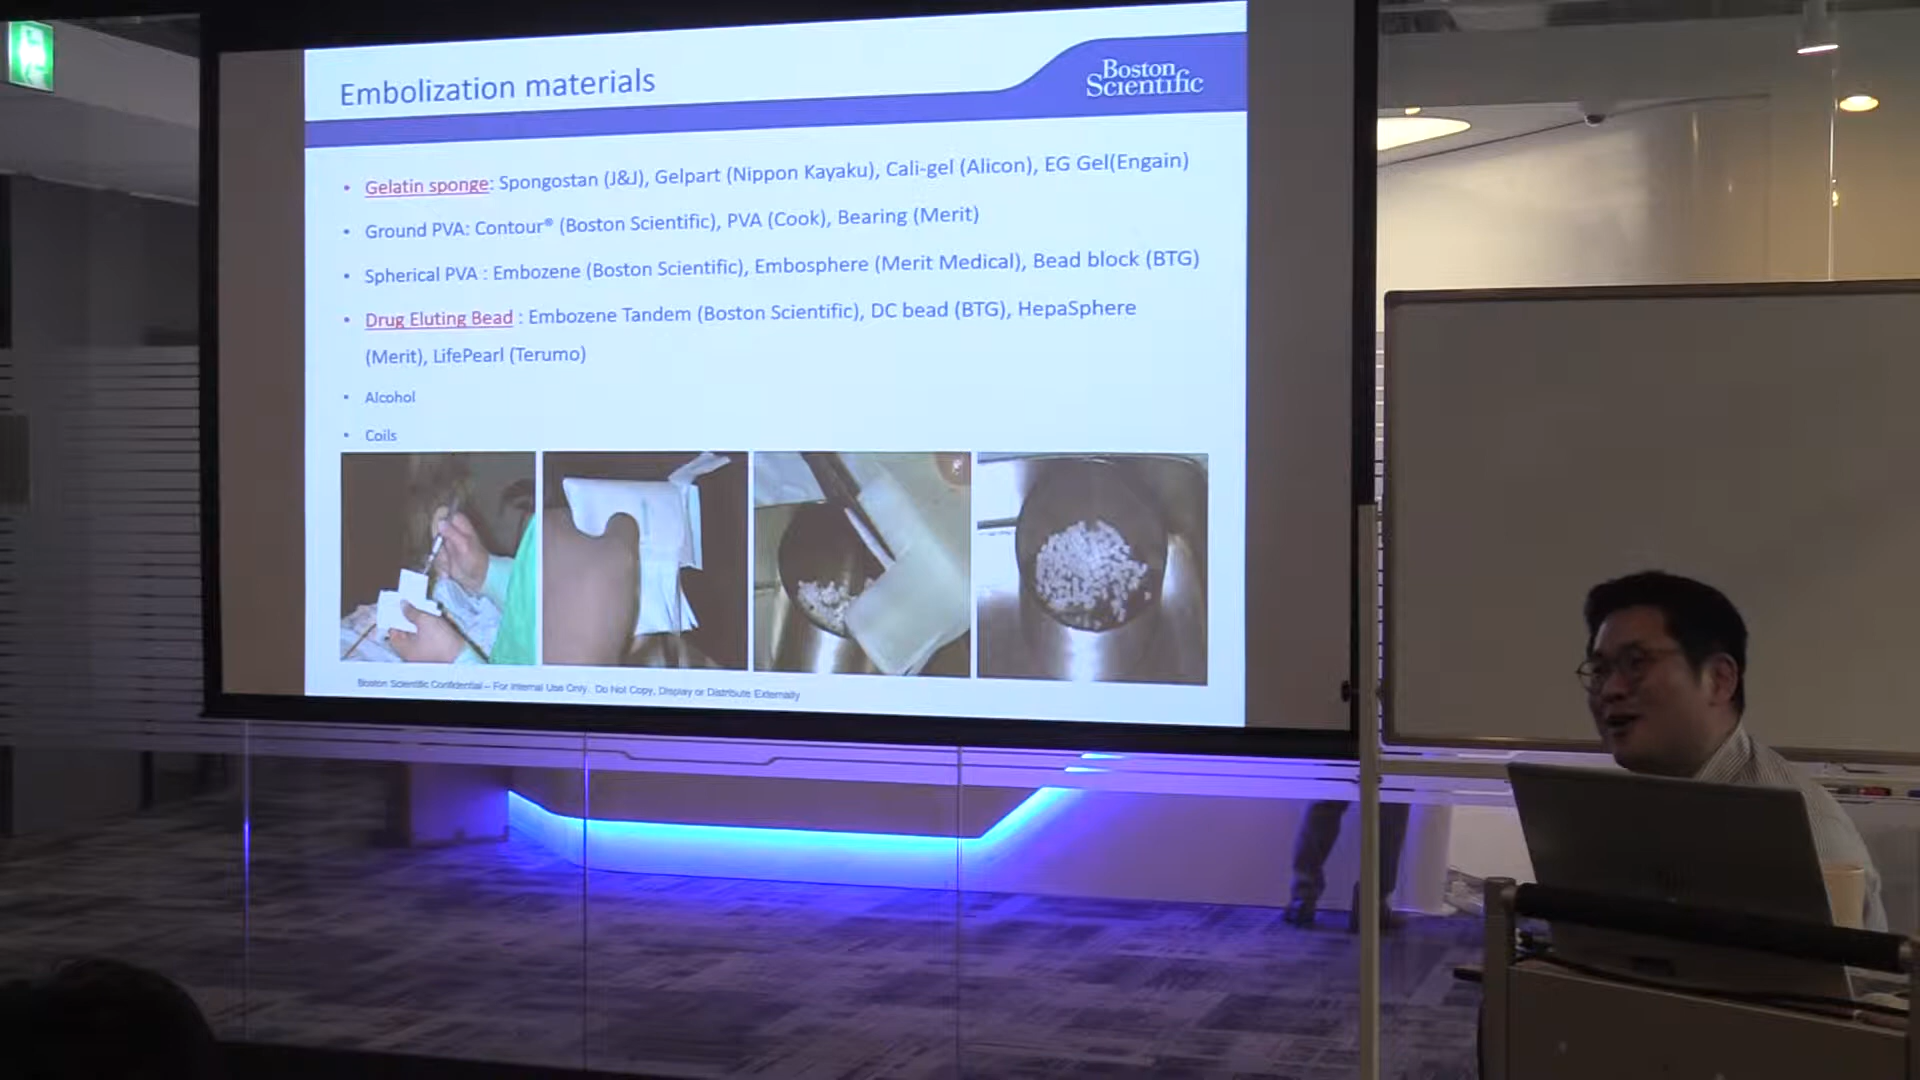 Embolization materials
Boston
Scientific
• Gelatin sponge: Spongostan (J&J), Gelpart (Nippon Kayaku), Cali-gel (Alicon), EG Gel(Engain)
• Ground PVA: Contour® (Boston Scientific), PVA (Cook), Bearing (Merit)
• Spherical PVA : Embozene (Boston Scientific), Embosphere (Merit Medical), Bead block (BTG)
• Drug Eluting Bead : Embozene Tandem (Boston Scientific), DC bead (BTG), HepaSphere
(Merit), LifePearl (Terumo)
• Alcohol
• Coils
Boston Scientific Confidential – For Internal Use Only. Do Not Copy, Display or Distribute Externally